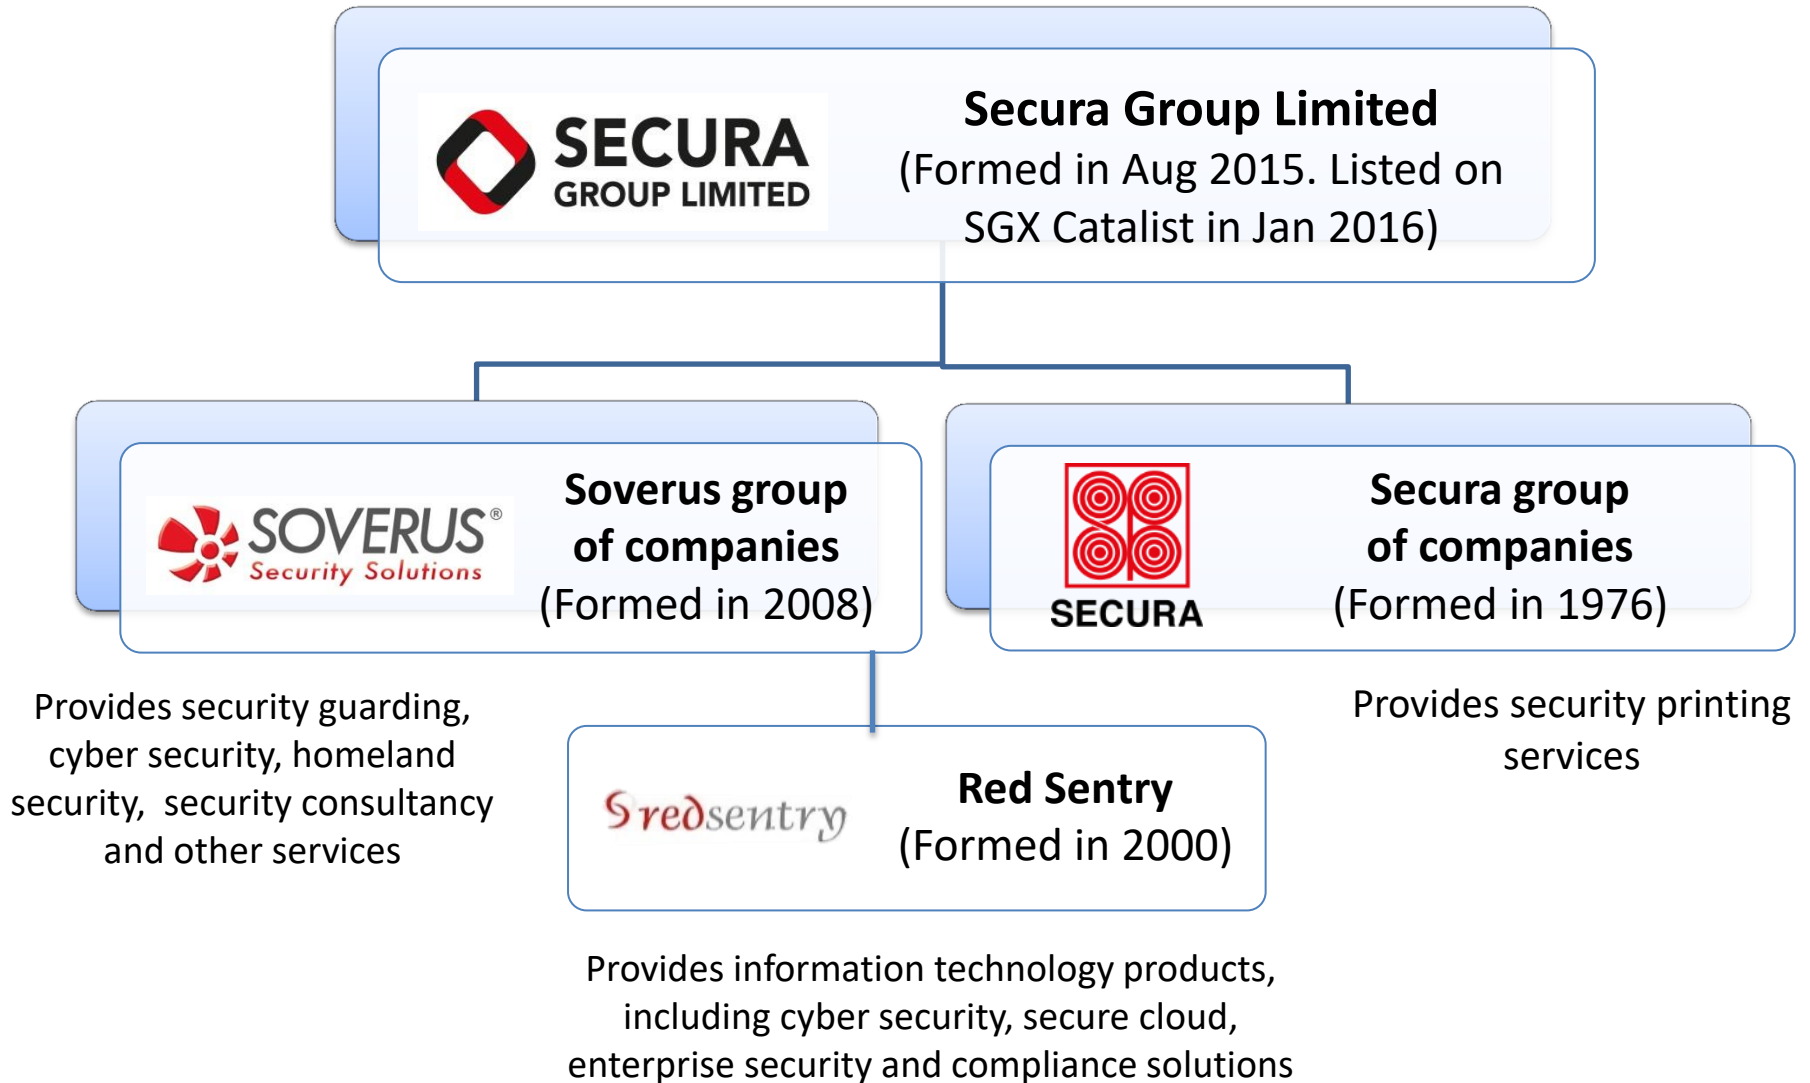 SECURA
GROUP LIMITED
Secura Group Limited
(Formed in Aug 2015. Listed on
SGX Catalist in Jan 2016)
SOVERUS®
Security Solutions
Soverus group
of companies
(Formed in 2008)
SECURA
Secura group
of companies
(Formed in 1976)
Provides security guarding,
cyber security, homeland
security, security consultancy
and other services
Provides security printing
services
redsentry
Red Sentry
(Formed in 2000)
Provides information technology products,
including cyber security, secure cloud,
enterprise security and compliance solutions